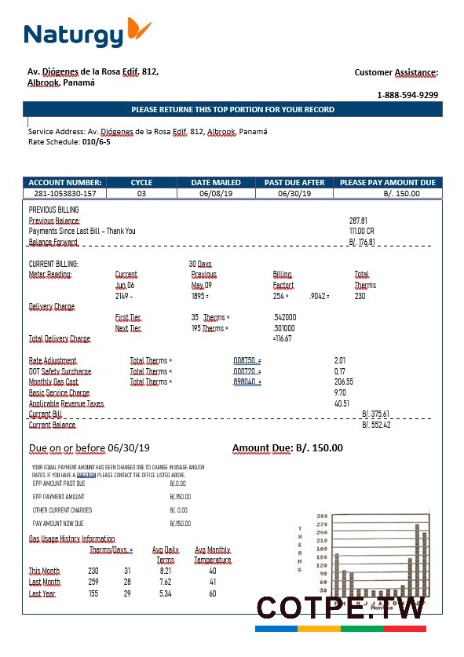 Naturgy
Av. Diógenes de la Rosa Edif, 812,
Albrook, Panamá
Customer Assistance:
1-888-594-9299
PLEASE RETURNE THIS TOP PORTION FOR YOUR RECORD
Service Address: Av. Diógenes de la Rosa Edif, 812, Albrook, Panamá
Rate Schedule: 010/6-5
ACCOUNT NUMBER: CYCLE DATE MAILED PAST DUE AFTER PLEASE PAY AMOUNT DUE
281-1053830-157 03 06/08/19 06/30/19 B/. 150.00
PREVIOUS BILLING
Previous Balance: 287.81
Payments Since Last Bill - Thank You 111.00 CR
Balance Forward B/. 176.81
CURRENT BILLING: 30 Days
Meter Reading: Current Previous Billing Total
Jun 06 May 09 Factort Therms
2149 - 1895 = 254 × .9042 = 230
Delivery Charge
First Tier 35 Therms × .542000
Next Tier 195 Therms × .501000
Total Delivery Charge =116.67
Rate Adjustment Total Therms × .008750 = 2.01
DOT Safety Surcharge Total Therms × .000720 = 0.17
Monthly Gas Cost Total Therms × .898040 = 206.55
Basic Service Charge 9.70
Applicable Revenue Taxes 40.51
Current Bill B/. 375.61
Current Balance B/. 552.42
Due on or before 06/30/19 Amount Due: B/. 150.00
YOUR EQUAL PAYMENT AMOUNT HAS BEEN CHANGED DUE TO CHANGE IN USAGE AND/OR
RATES. IF YOU HAVE A QUESTION PLEASE CONTACT THE OFFICE LISTED ABOVE.
EPP AMOUNT PAST DUE B/.0.00
EPP PAYMENT AMOUNT B/.150.00
OTHER CURRENT CHARGES B/. 0.00
PAY AMOUNT NOW DUE B/.150.00
Gas Usage History Information
Therms/Days = Avg Daily Avg Monthly
Terms Temperature
This Month 230 31 8.21 40
Last Month 259 28 7.62 41
Last Year 155 29 5.34 60
THERMS
300
270
240
210
180
150
120
90
60
30
Months
COTPE.TW